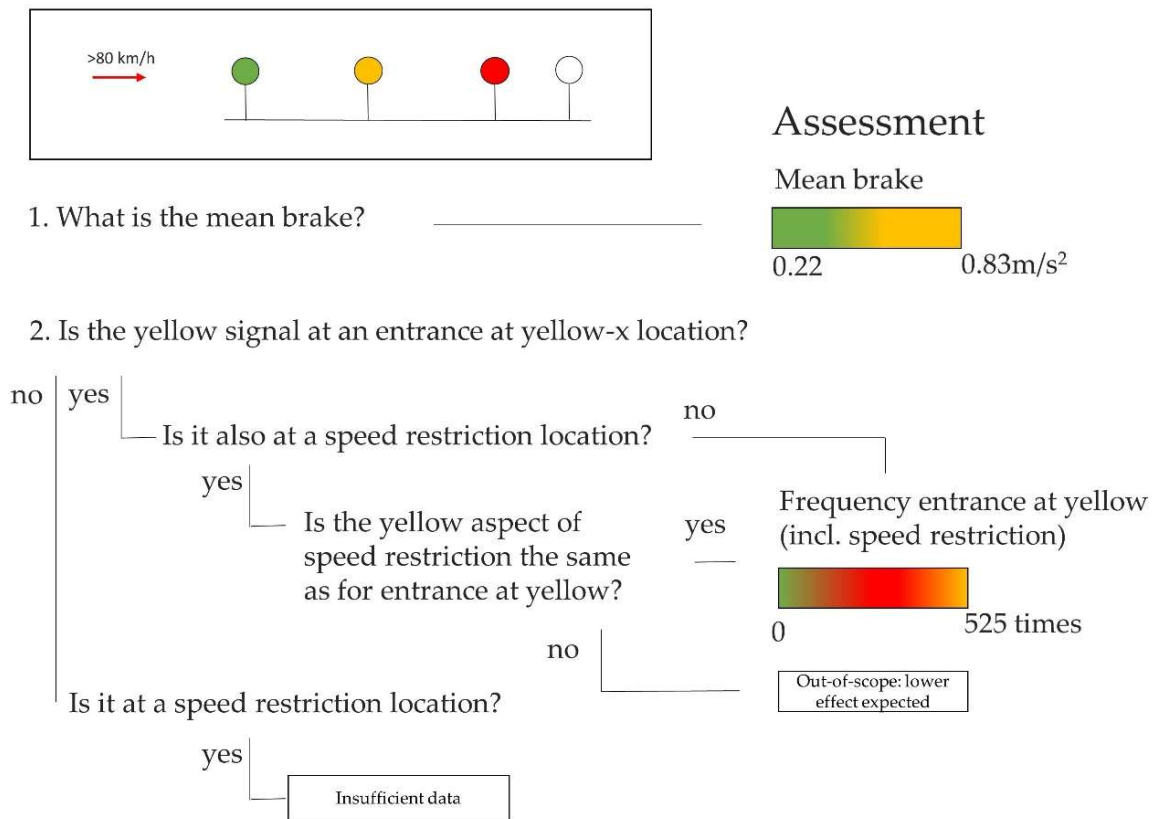 >80 km/h
Assessment
Mean brake
0.22
0.83m/s²
1. What is the mean brake?
2. Is the yellow signal at an entrance at yellow-x location?
no
yes
Is it also at a speed restriction location?
no
yes
Is the yellow aspect of
speed restriction the same
as for entrance at yellow?
yes
Frequency entrance at yellow
(incl. speed restriction)
0
525 times
no
Out-of-scope: lower
effect expected
Is it at a speed restriction location?
yes
Insufficient data